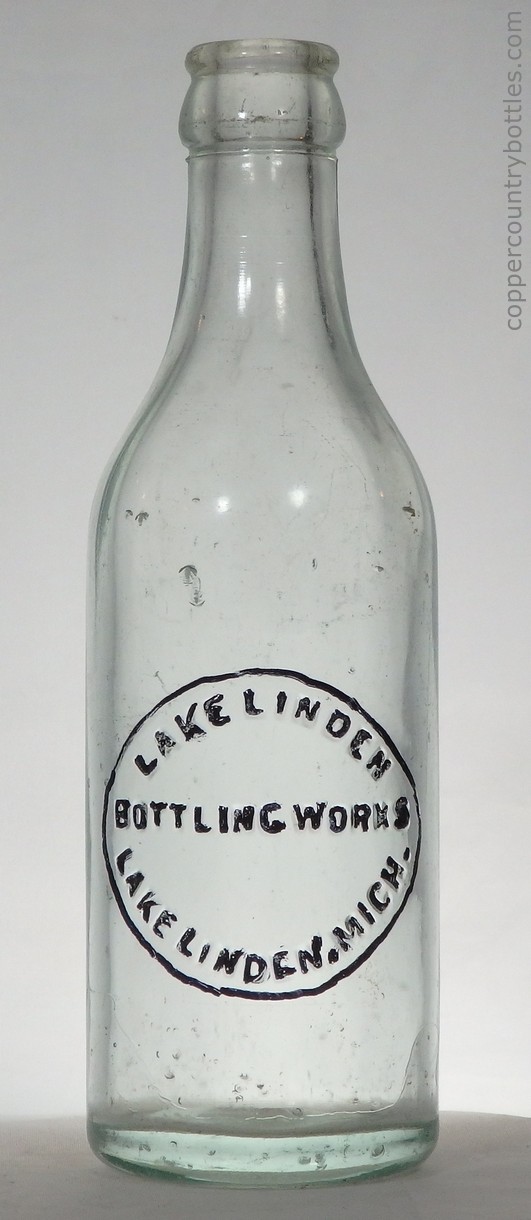 coppercountrybottles.com
LAKE LINDEN
BOTTLING WORKS
LAKE LINDEN, MICH.